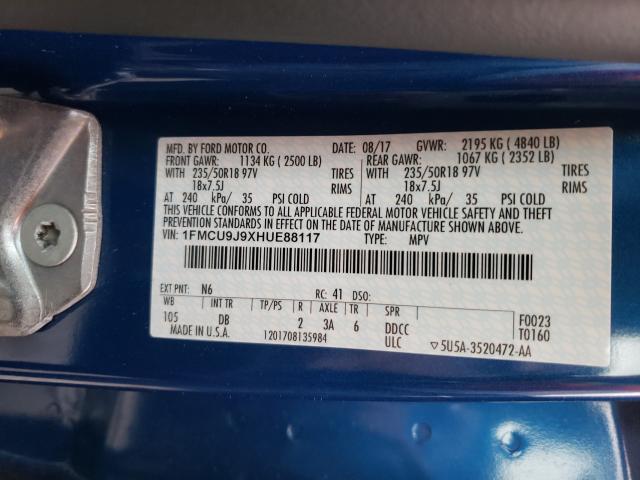 MFD. BY FORD MOTOR CO. DATE: 08/17 GVWR: 2195 KG ( 4840 LB)
FRONT GAWR: 1134 KG ( 2500 LB) REAR GAWR: 1067 KG ( 2352 LB)
WITH 235/50R18 97V TIRES WITH 235/50R18 97V TIRES
18x7.5J RIMS 18x7.5J RIMS
AT 240 kPa/ 35 PSI COLD AT 240 kPa/ 35 PSI COLD
THIS VEHICLE CONFORMS TO ALL APPLICABLE FEDERAL MOTOR VEHICLE SAFETY AND THEFT
PREVENTION STANDARDS IN EFFECT ON THE DATE OF MANUFACTURE SHOWN ABOVE.
VIN: 1FMCU9J9XHUE88117 TYPE: MPV
EXT PNT: N6 RC: 41 DSO:
WB INT TR TP/PS R AXLE TR SPR F0023
105 DB 2 3A 6 DDCC T0160
MADE IN U.S.A. 1201708135984 ULC ▽5U5A-3520472-AA